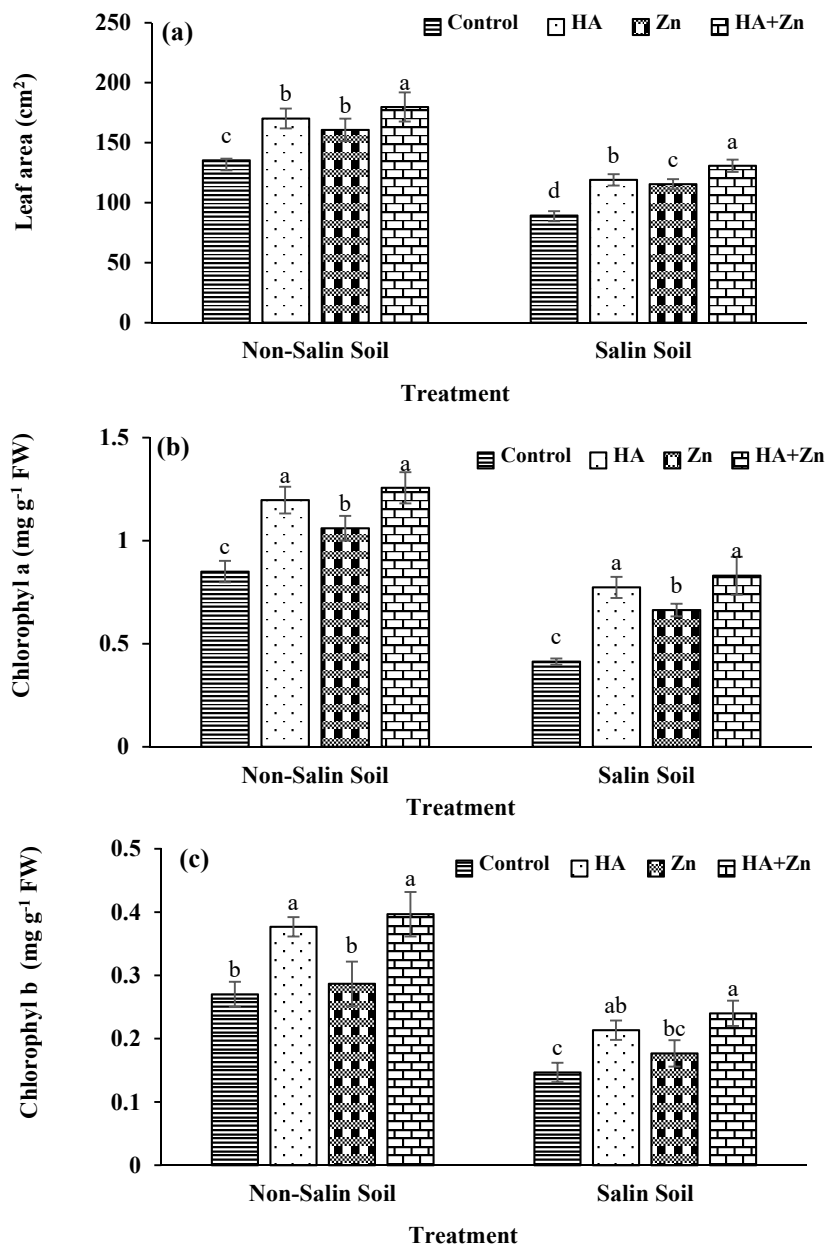 (a)
Control HA Zn HA+Zn
Leaf area (cm2)
250
200
150
100
50
0
c b b a d b c a
Non-Salin Soil Salin Soil
Treatment
(b)
Control HA Zn HA+Zn
Chlorophyl a (mg g-1 FW)
1.5
1
0.5
0
c a b a c a b a
Non-Salin Soil Salin Soil
Treatment
(c)
Control HA Zn HA+Zn
Chlorophyl b (mg g-1 FW)
0.5
0.4
0.3
0.2
0.1
0
b a b a c ab bc a
Non-Salin Soil Salin Soil
Treatment